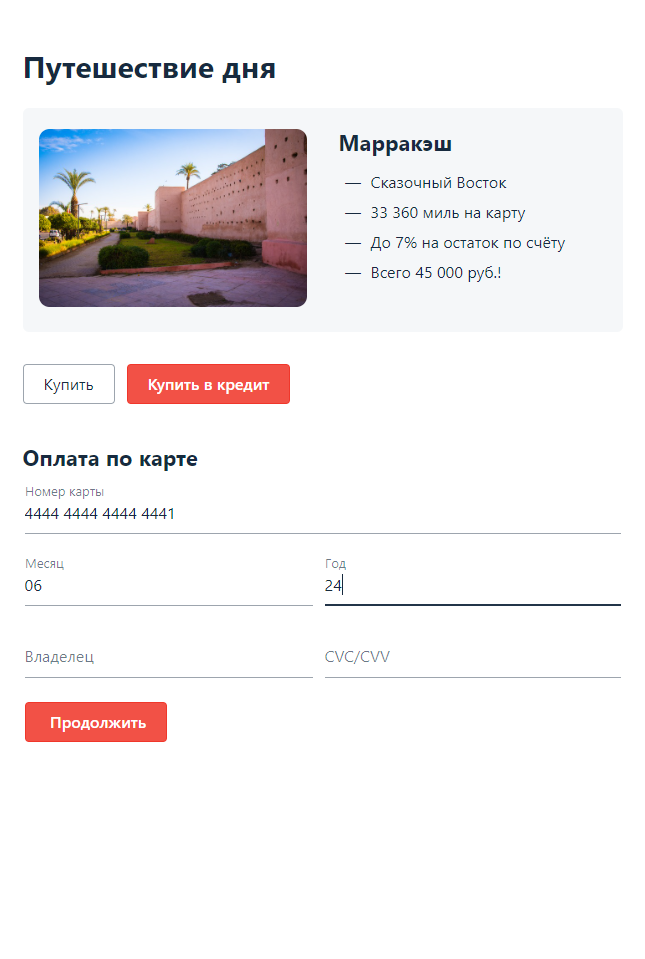 Путешествие дня
Марракэш
— Сказочный Восток
— 33 360 миль на карту
— До 7% на остаток по счёту
— Всего 45 000 руб.!
Купить
Купить в кредит
Оплата по карте
Номер карты
4444 4444 4444 4441
Месяц
Год
06
24
Владелец
CVC/CVV
Продолжить